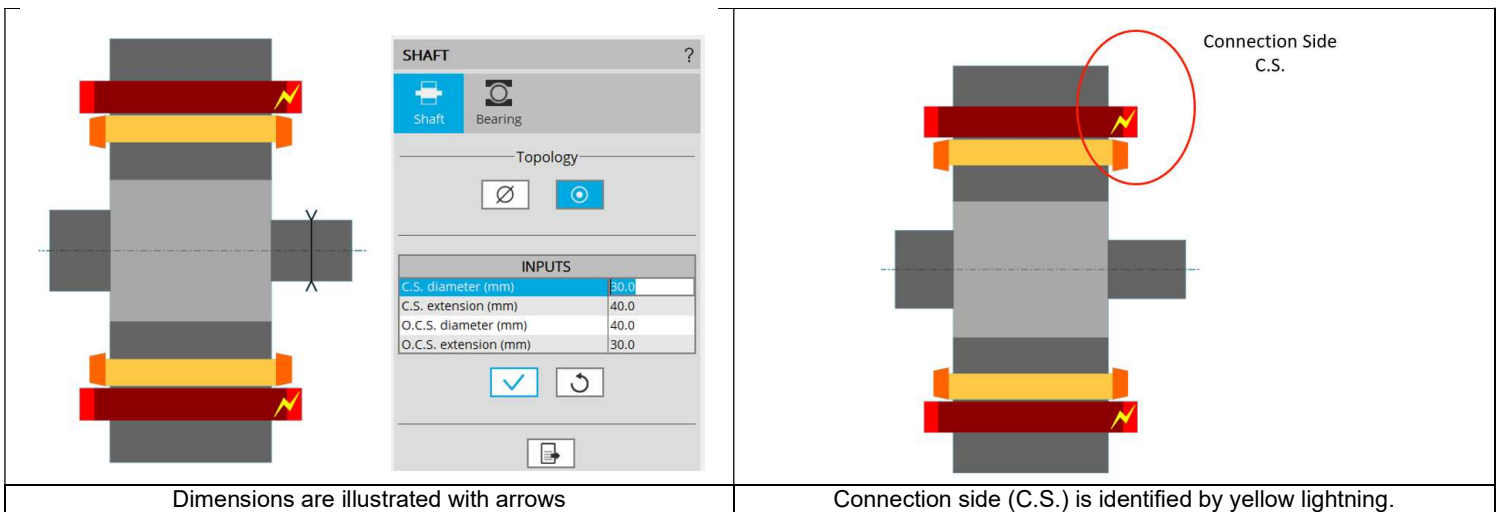 SHAFT ?
Shaft Bearing
Topology
INPUTS
C.S. diameter (mm) 30.0
C.S. extension (mm) 40.0
O.C.S. diameter (mm) 40.0
O.C.S. extension (mm) 30.0
Connection Side
C.S.
Dimensions are illustrated with arrows
Connection side (C.S.) is identified by yellow lightning.